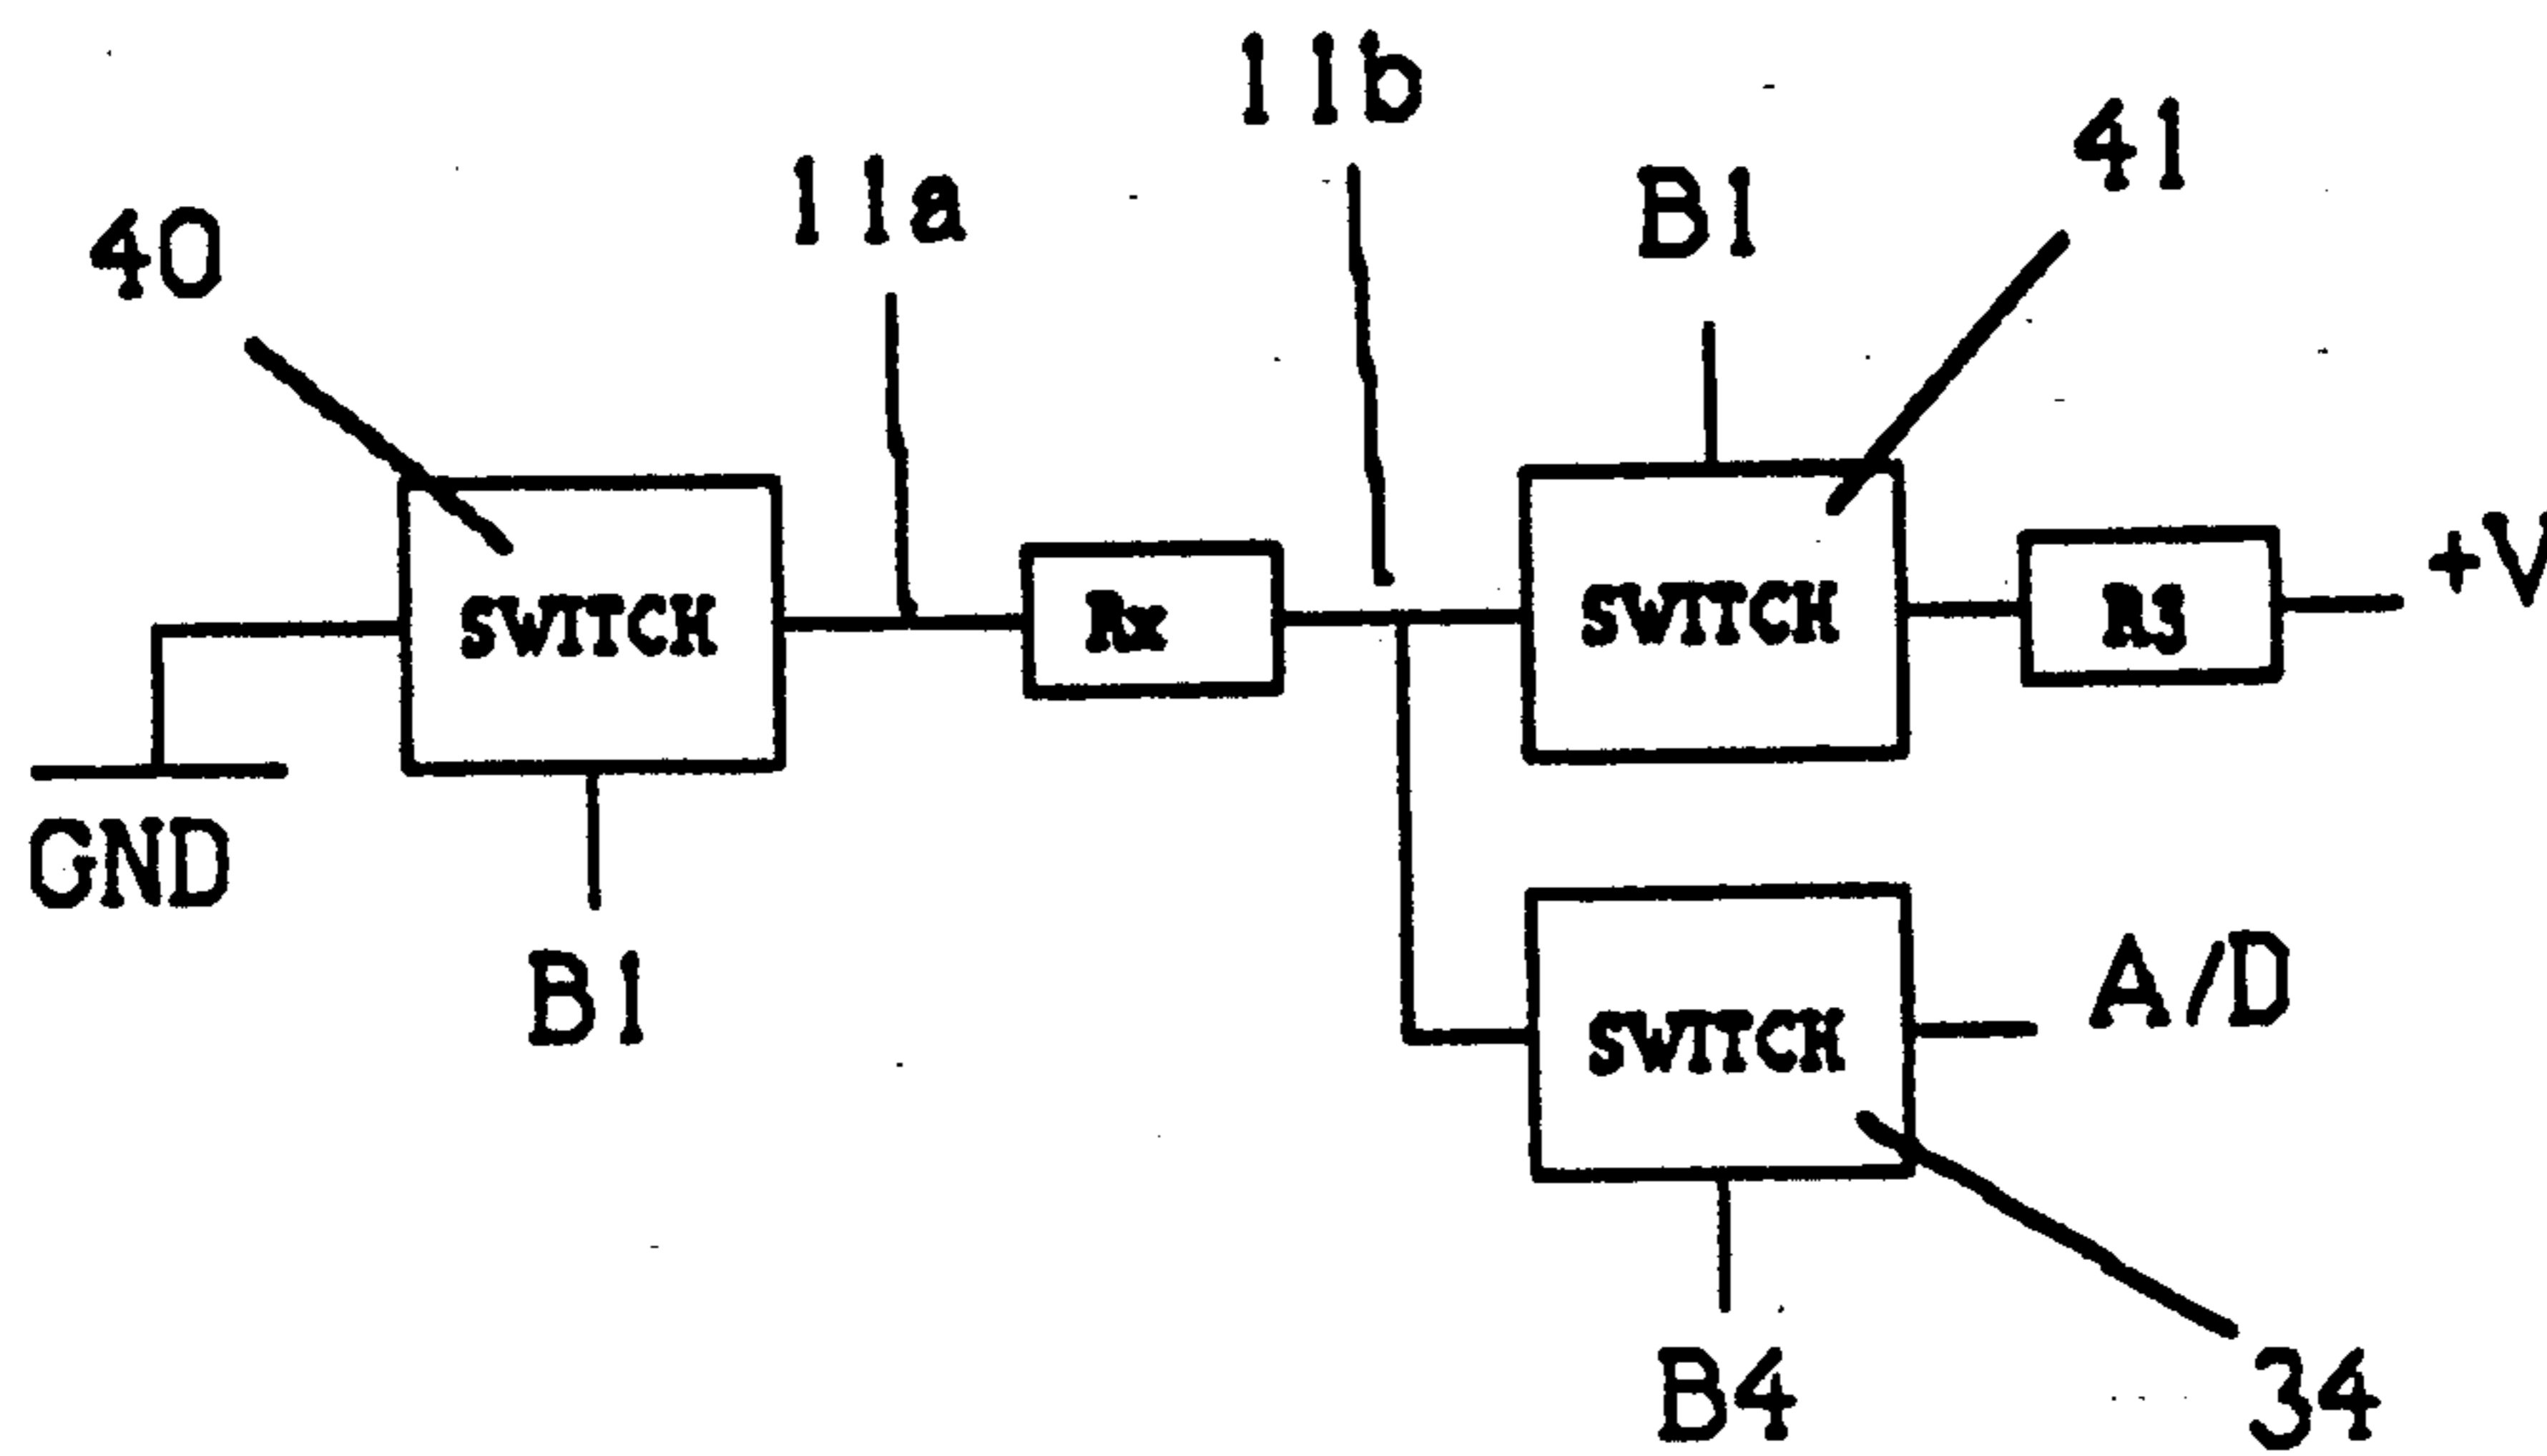 11b
41
11a
B1
40
+V
SWITCH
Rx
SWITCH
R3
GND
B1
SWITCH
A/D
B4
34